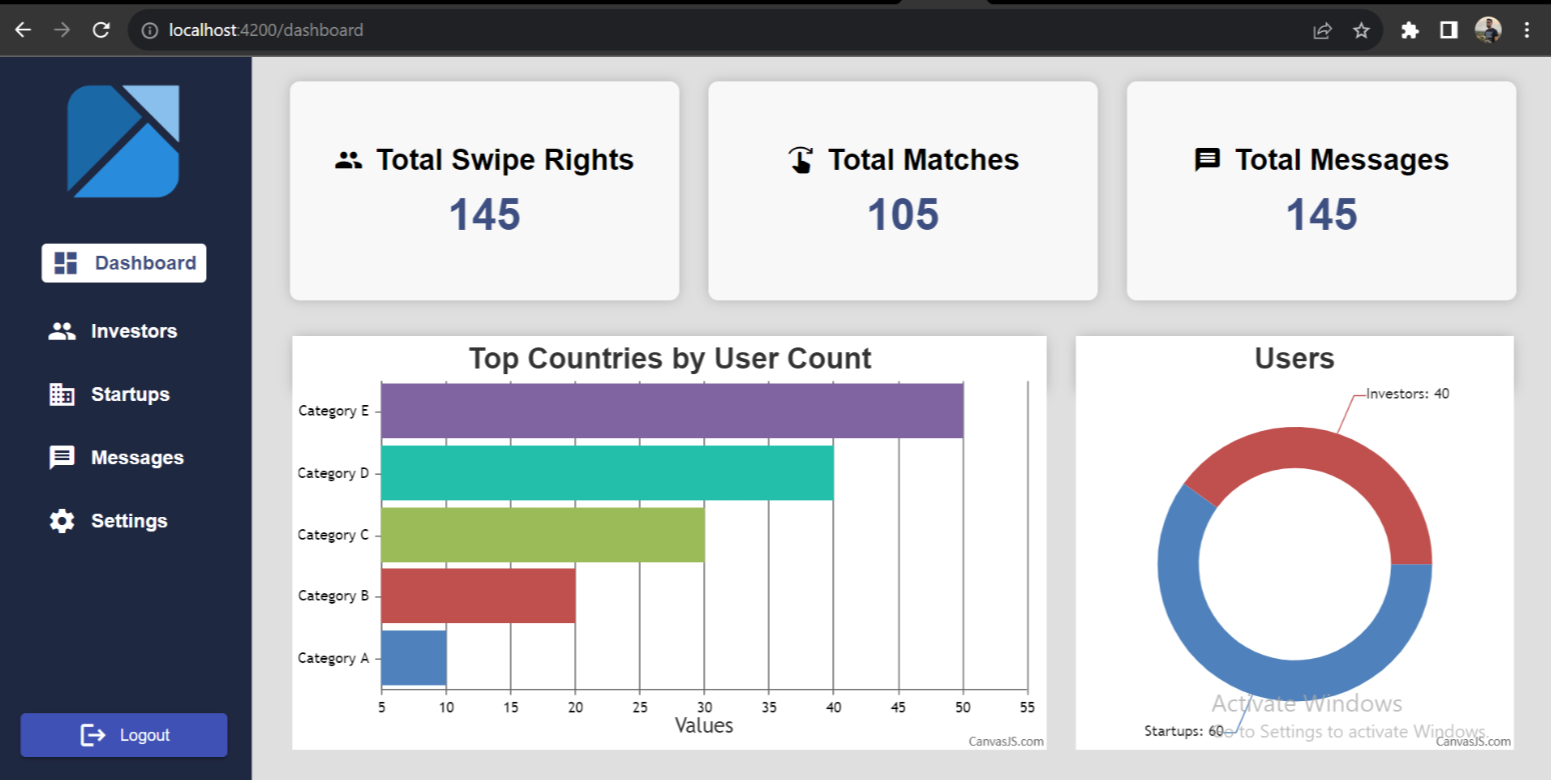 localhost:4200/dashboard
Dashboard
Investors
Startups
Messages
Settings
Logout
Total Swipe Rights
145
Total Matches
105
Total Messages
145
Top Countries by User Count
Category E
Category D
Category C
Category B
Category A
5 10 15 20 25 30 35 40 45 50 55
Values
CanvasJS.com
Users
Investors: 40
Startups: 60
Activate Windows
Go to Settings to activate Windows.
CanvasJS.com